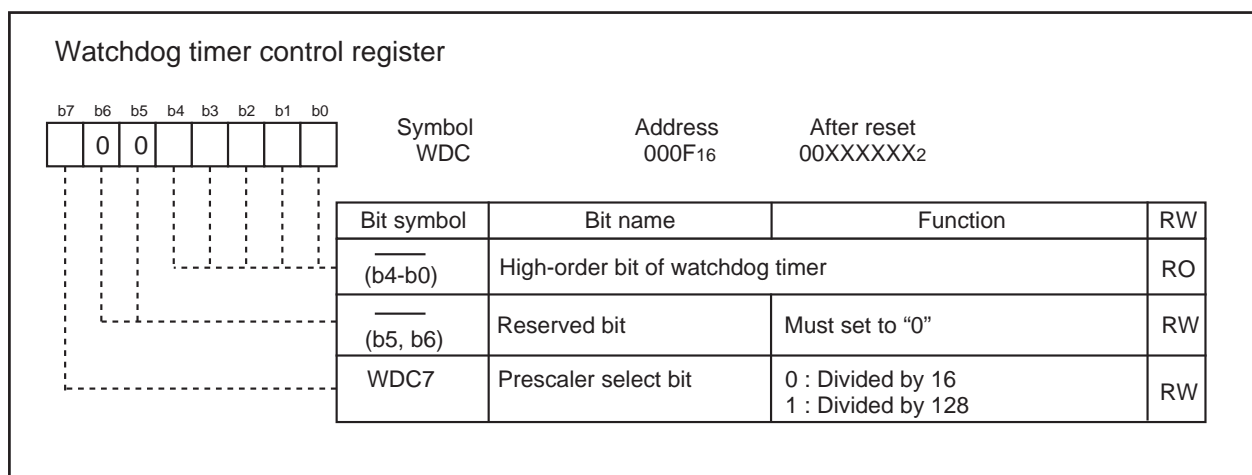 Watchdog timer control register
b7 b6 b5 b4 b3 b2 b1 b0
0 0
Symbol Address After reset
WDC 000F16 00XXXXXX2
Bit symbol Bit name Function RW
(b4-b0) High-order bit of watchdog timer RO
(b5, b6) Reserved bit Must set to “0” RW
WDC7 Prescaler select bit 0 : Divided by 16 RW
1 : Divided by 128